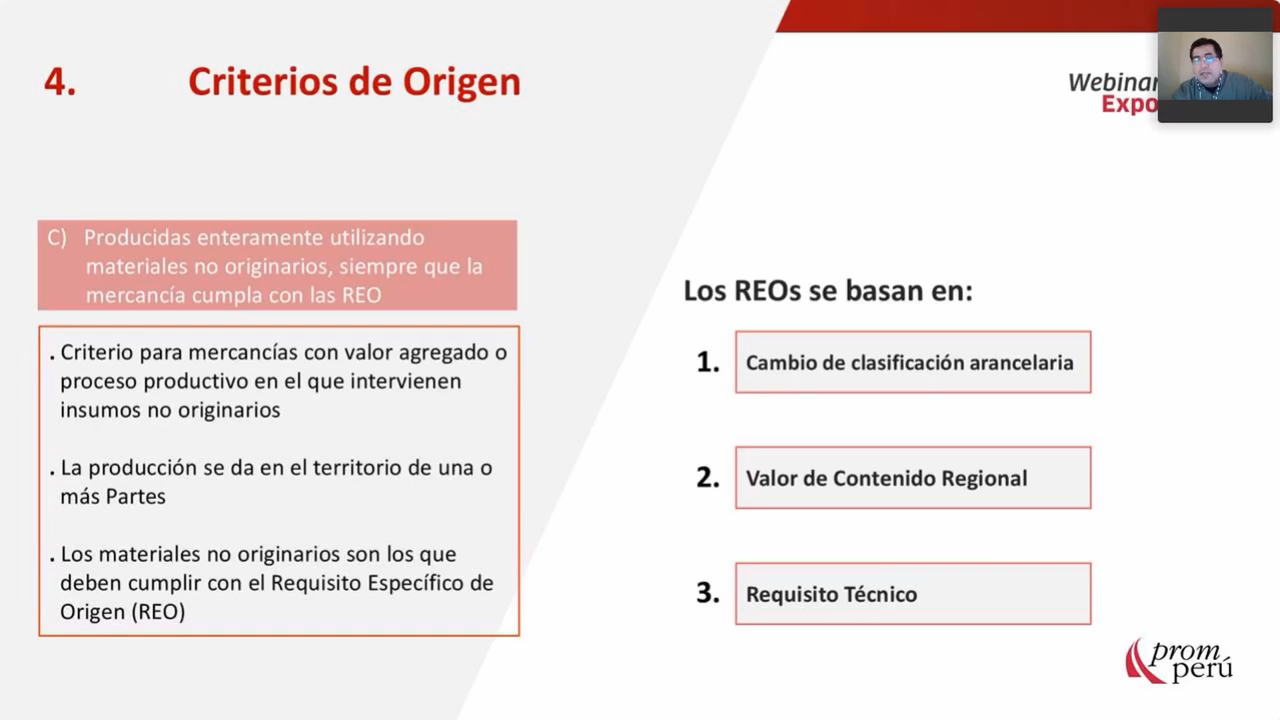 4. Criterios de Origen
Webinar
Expo
C) Producidas enteramente utilizando
materiales no originarios, siempre que la
mercancía cumpla con las REO
. Criterio para mercancías con valor agregado o
proceso productivo en el que intervienen
insumos no originarios
. La producción se da en el territorio de una o
más Partes
. Los materiales no originarios son los que
deben cumplir con el Requisito Específico de
Origen (REO)
Los REOs se basan en:
1. Cambio de clasificación arancelaria
2. Valor de Contenido Regional
3. Requisito Técnico
prom
perú